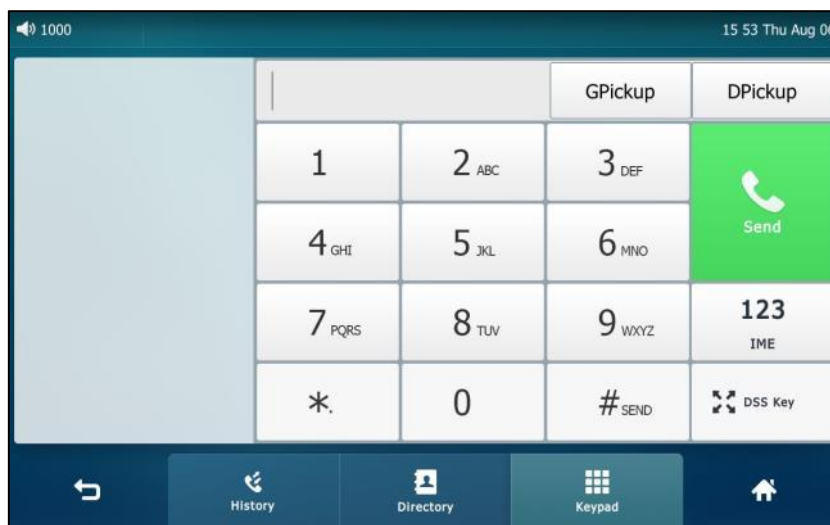 1000
15 53 Thu Aug 06
GPickup
DPickup
1
2 ABC
3 DEF
Send
4 GHI
5 JKL
6 MNO
7 PQRS
8 TUV
9 WXYZ
123
IME
*.
0
# SEND
DSS Key
History
Directory
Keypad